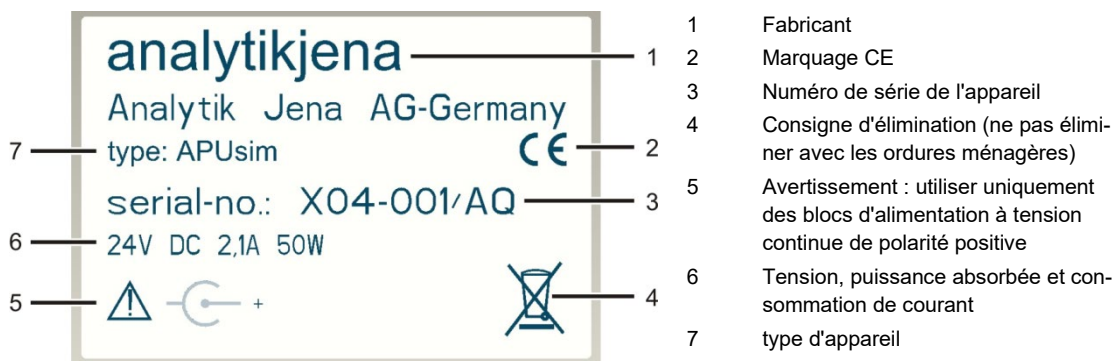 analytikjena
Analytik Jena AG-Germany
type: APUsim
CE
serial-no.: X04-001/AQ
24V DC 2,1A 50W
+
1
2
3
4
5
6
7
1 Fabricant
2 Marquage CE
3 Numéro de série de l'appareil
4 Consigne d'élimination (ne pas élimi-
ner avec les ordures ménagères)
5 Avertissement : utiliser uniquement
des blocs d'alimentation à tension
continue de polarité positive
6 Tension, puissance absorbée et con-
sommation de courant
7 type d'appareil